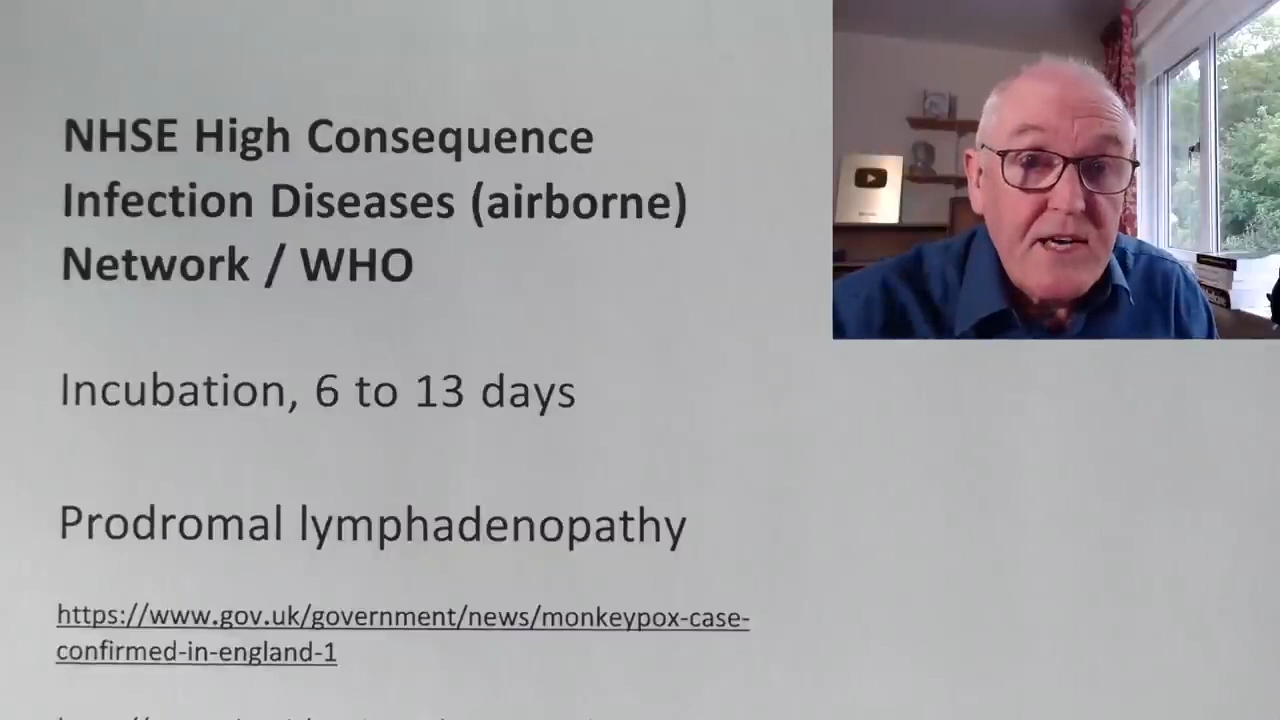 NHSE High Consequence
Infection Diseases (airborne)
Network / WHO
Incubation, 6 to 13 days
Prodromal lymphadenopathy
https://www.gov.uk/government/news/monkeypox-case-
confirmed-in-england-1